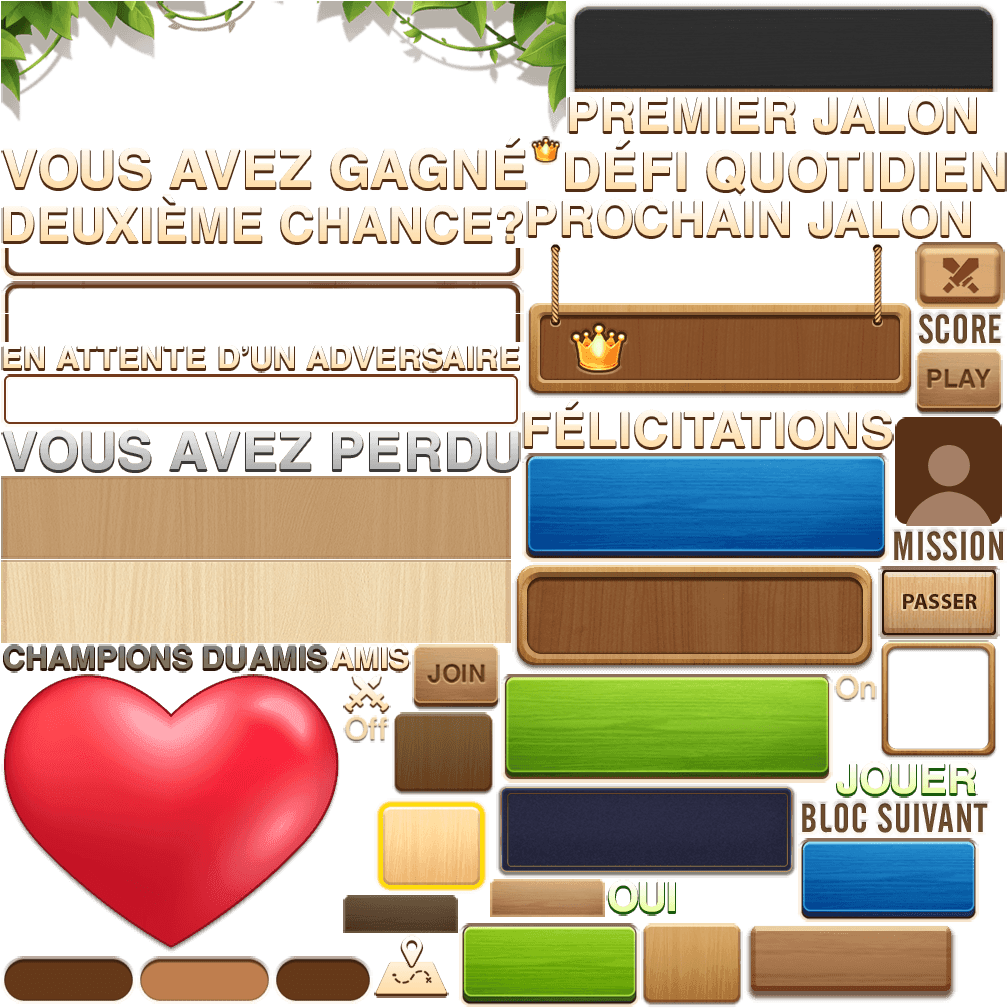 PREMIER JALON
VOUS AVEZ GAGNÉ
DÉFI QUOTIDIEN
DEUXIÈME CHANCE?
PROCHAIN JALON
SCORE
EN ATTENTE D'UN ADVERSAIRE
PLAY
VOUS AVEZ PERDU
FÉLICITATIONS
MISSION
PASSER
CHAMPIONS DU
AMIS
AMIS
JOIN
On
Off
JOUER
BLOC SUIVANT
OUI